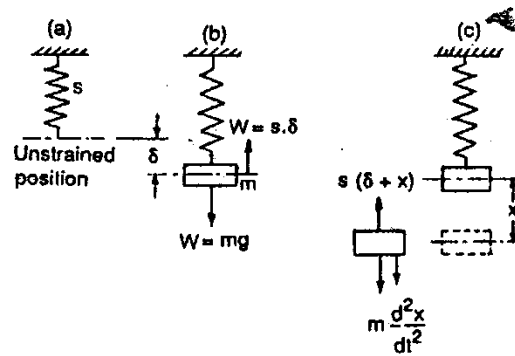 (a)
s
Unstrained
position
δ
(b)
W = s.δ
m
W = mg
(c)
s (δ + x)
x
m d²x/dt²